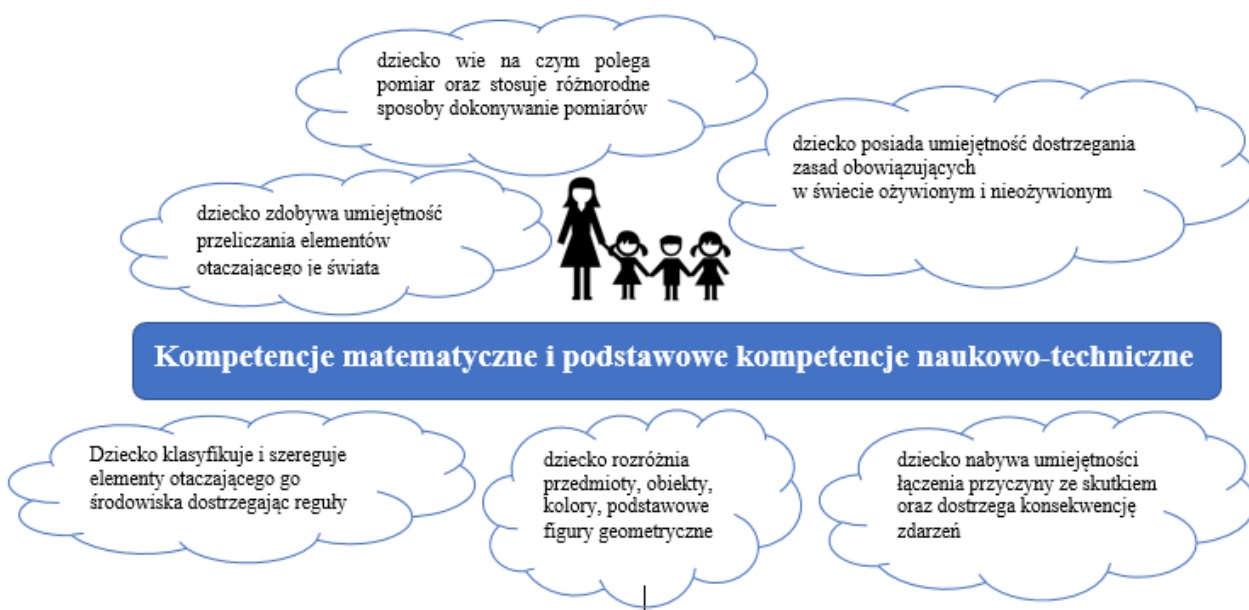 dziecko wie na czym polega
pomiar oraz stosuje różnorodne
sposoby dokonywanie pomiarów
dziecko posiada umiejętność dostrzegania
zasad obowiązujących
w świecie ożywionym i nieożywionym
dziecko zdobywa umiejętność
przeliczania elementów
otaczającego je świata
Kompetencje matematyczne i podstawowe kompetencje naukowo-techniczne
Dziecko klasyfikuje i szereguje
elementy otaczającego go
środowiska dostrzegając reguły
dziecko rozróżnia
przedmioty, obiekty,
kolory, podstawowe
figury geometryczne
dziecko nabywa umiejętności
łączenia przyczyny ze skutkiem
oraz dostrzega konsekwencję
zdarzeń